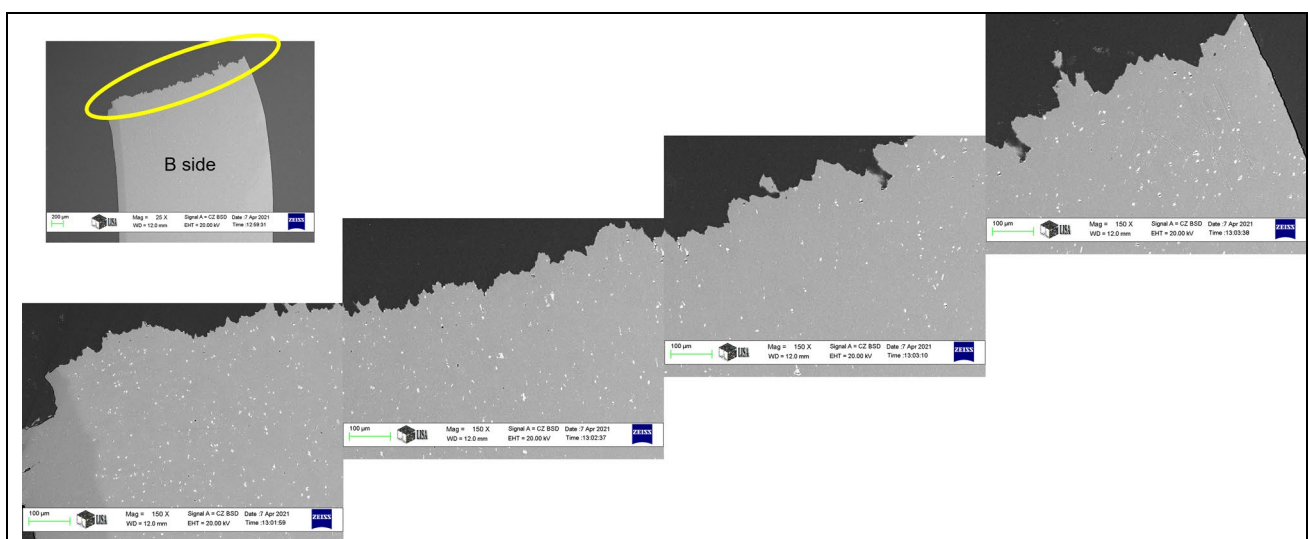 B side
200 µm
LISA
Mag = 25 X
WD = 12.0 mm
Signal A = CZ BSD
EHT = 20.00 kV
Date :7 Apr 2021
Time :12:59:31
ZEISS
100 µm
LISA
Mag = 150 X
WD = 12.0 mm
Signal A = CZ BSD
EHT = 20.00 kV
Date :7 Apr 2021
Time :13:03:38
ZEISS
100 µm
LISA
Mag = 150 X
WD = 12.0 mm
Signal A = CZ BSD
EHT = 20.00 kV
Date :7 Apr 2021
Time :13:03:10
ZEISS
100 µm
LISA
Mag = 150 X
WD = 12.0 mm
Signal A = CZ BSD
EHT = 20.00 kV
Date :7 Apr 2021
Time :13:02:37
ZEISS
100 µm
LISA
Mag = 150 X
WD = 12.0 mm
Signal A = CZ BSD
EHT = 20.00 kV
Date :7 Apr 2021
Time :13:01:59
ZEISS